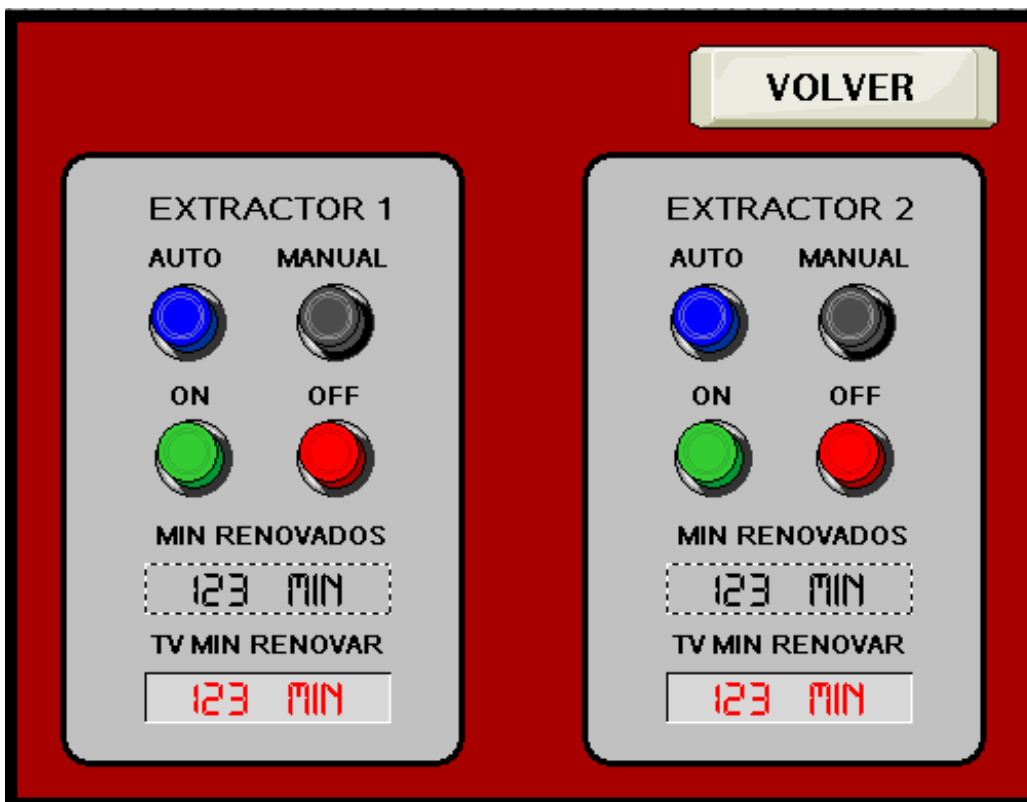 VOLVER
EXTRACTOR 1
AUTO MANUAL
ON OFF
MIN RENOVADOS
123 MIN
TV MIN RENOVAR
123 MIN
EXTRACTOR 2
AUTO MANUAL
ON OFF
MIN RENOVADOS
123 MIN
TV MIN RENOVAR
123 MIN